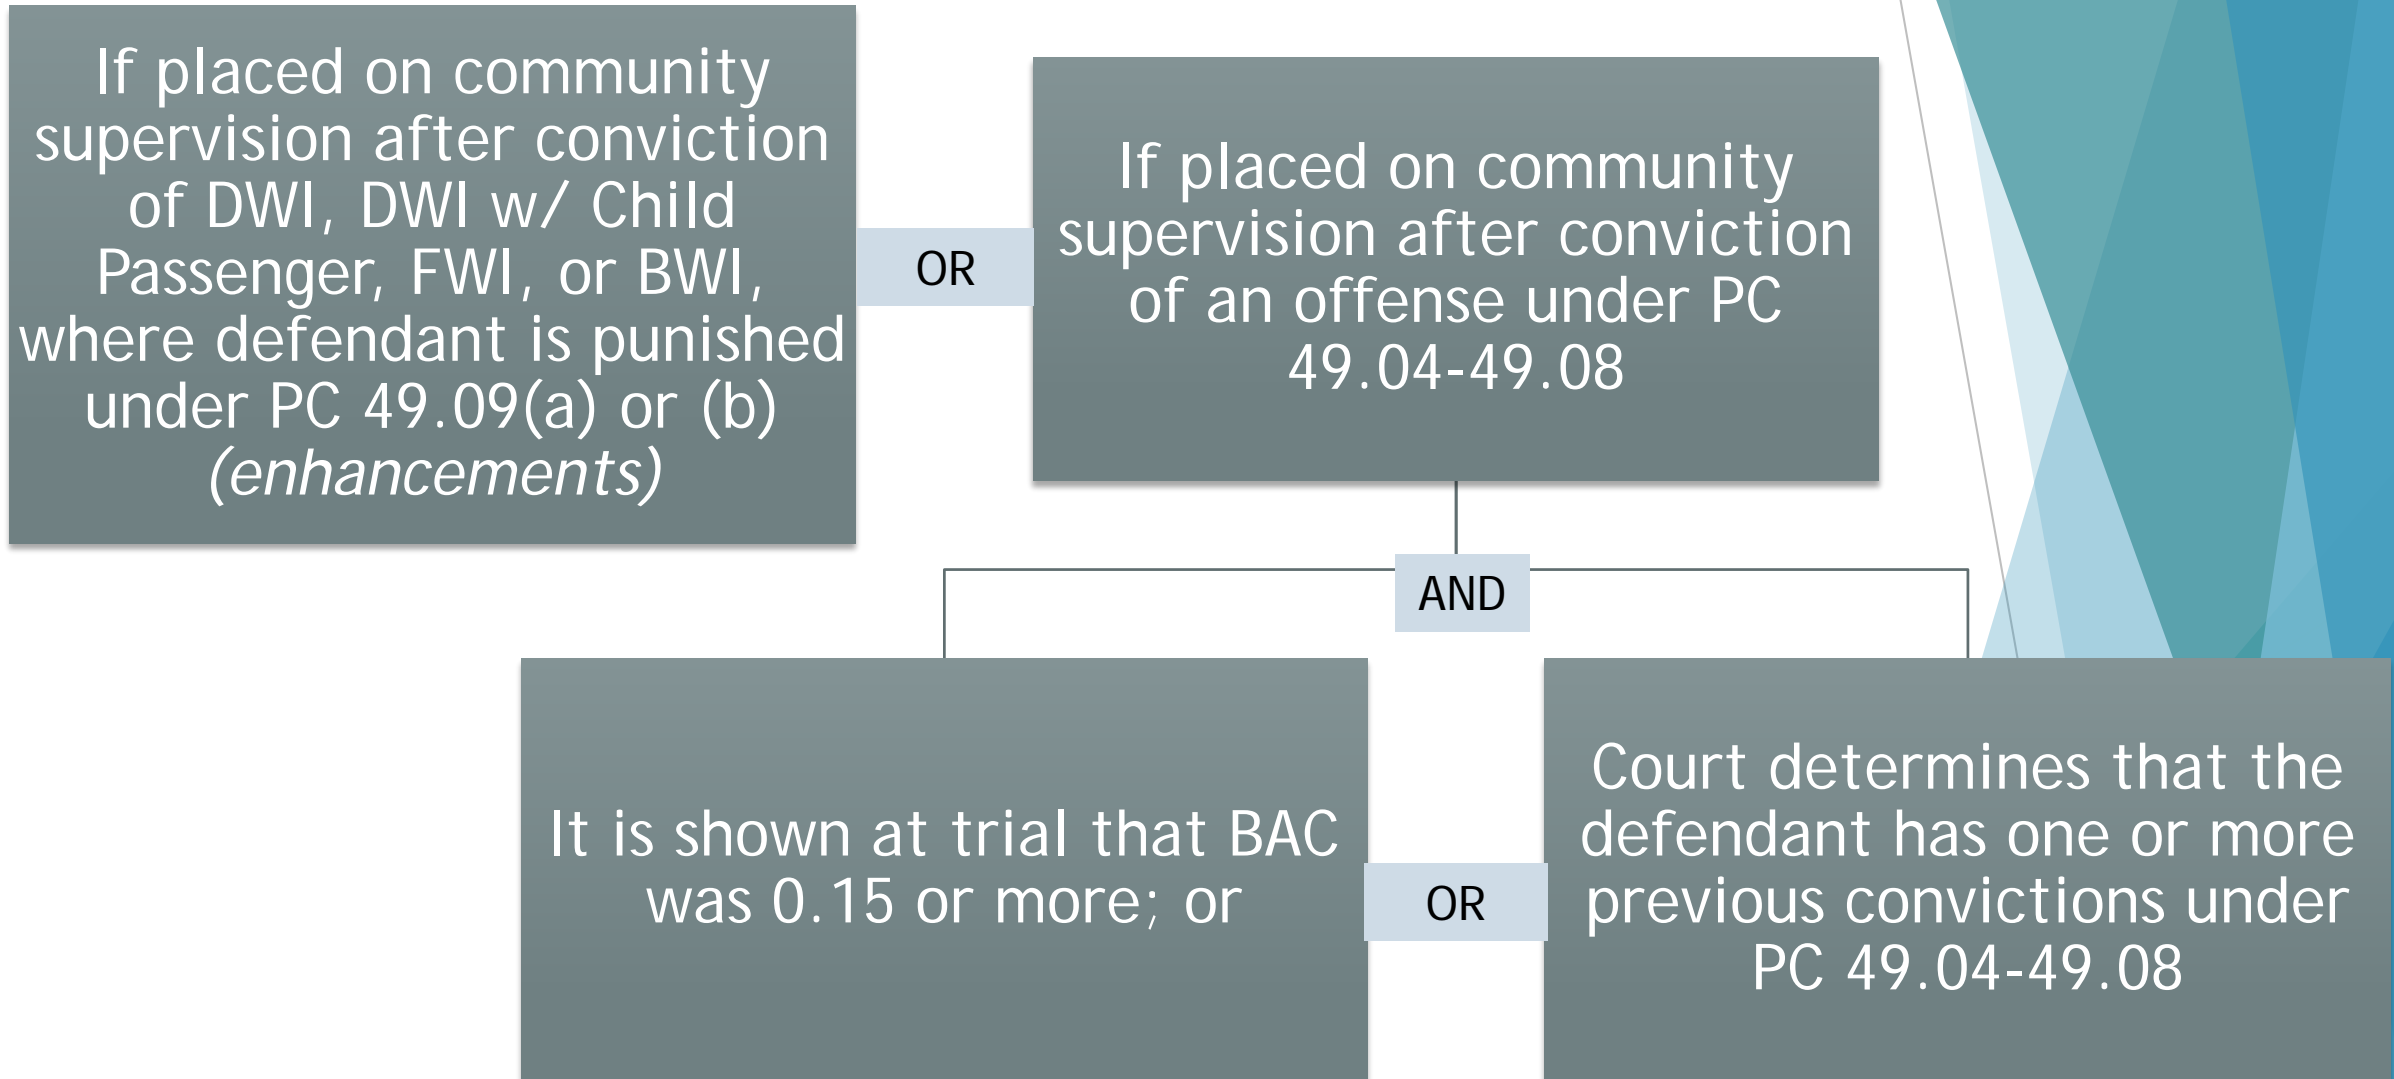 If placed on community
supervision after conviction
of DWI, DWI w/ Child
Passenger, FWI, or BWI,
where defendant is punished
under PC 49.09(a) or (b)
(enhancements)
OR
If placed on community
supervision after conviction
of an offense under PC
49.04-49.08
AND
It is shown at trial that BAC
was 0.15 or more; or
OR
Court determines that the
defendant has one or more
previous convictions under
PC 49.04-49.08